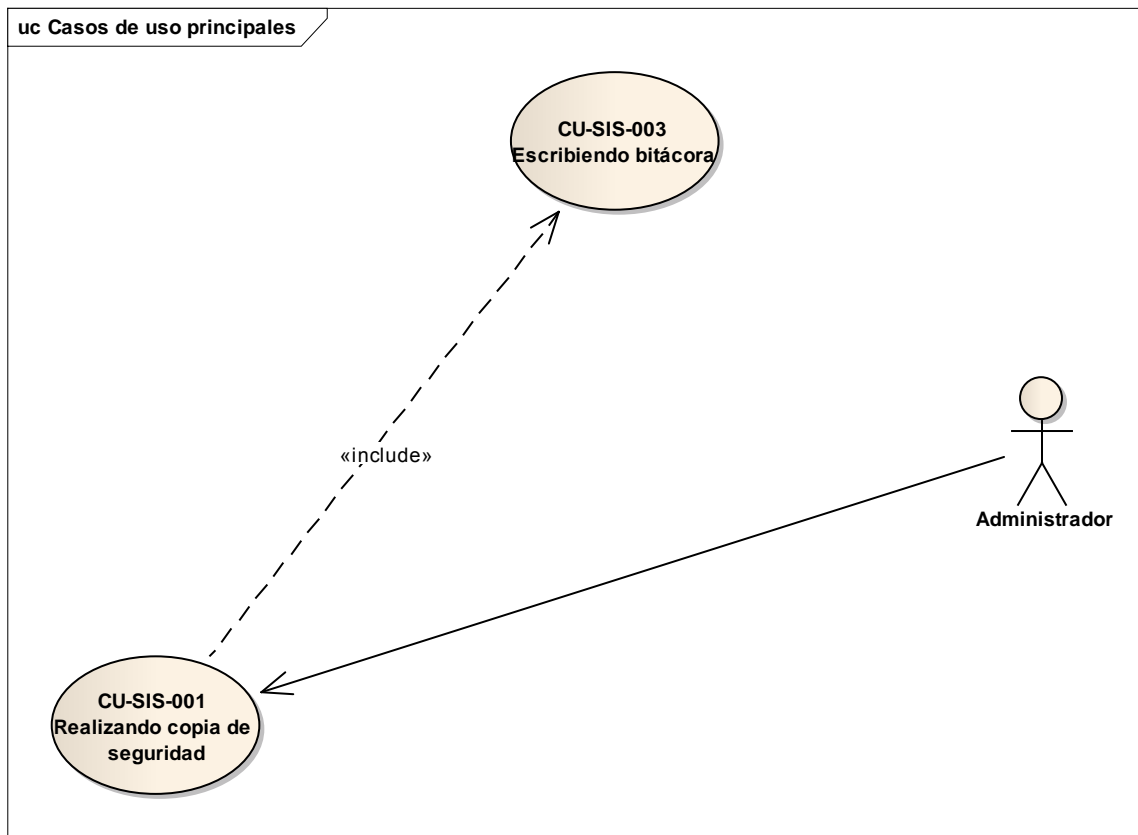 uc Casos de uso principales
CU-SIS-003
Escribiendo bitácora
«include»
Administrador
CU-SIS-001
Realizando copia de
seguridad